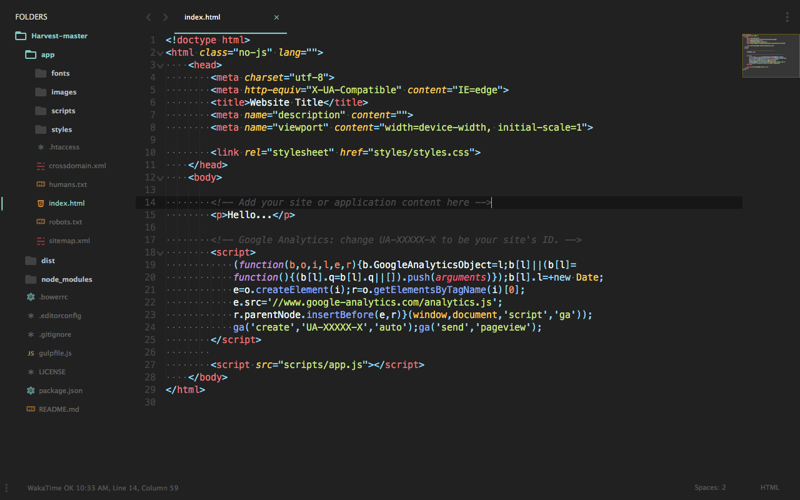 FOLDERS
Harvest-master
app
fonts
images
scripts
styles
.htaccess
crossdomain.xml
humans.txt
index.html
robots.txt
sitemap.xml
dist
node_modules
.bowerrc
.editorconfig
.gitignore
JS gulpfile.js
LICENSE
package.json
README.md
index.html ×
1 <!doctype html>
2 <html class="no-js" lang="">
3 <head>
4 <meta charset="utf-8">
5 <meta http-equiv="X-UA-Compatible" content="IE=edge">
6 <title>Website Title</title>
7 <meta name="description" content="">
8 <meta name="viewport" content="width=device-width, initial-scale=1">
9
10 <link rel="stylesheet" href="styles/styles.css">
11 </head>
12 <body>
13
14 <!-- Add your site or application content here -->
15 <p>Hello...</p>
16
17 <!-- Google Analytics: change UA-XXXXX-X to be your site's ID. -->
18 <script>
19 (function(b,o,i,l,e,r){b.GoogleAnalyticsObject=l;b[l]||(b[l]=
20 function(){(b[l].q=b[l].q||[]).push(arguments)});b[l].l=+new Date;
21 e=o.createElement(i);r=o.getElementsByTagName(i)[0];
22 e.src='//www.google-analytics.com/analytics.js';
23 r.parentNode.insertBefore(e,r)}(window,document,'script','ga'));
24 ga('create','UA-XXXXX-X','auto');ga('send','pageview');
25 </script>
26
27 <script src="scripts/app.js"></script>
28 </body>
29 </html>
30
WakaTime OK 10:33 AM, Line 14, Column 59
Spaces: 2
HTML